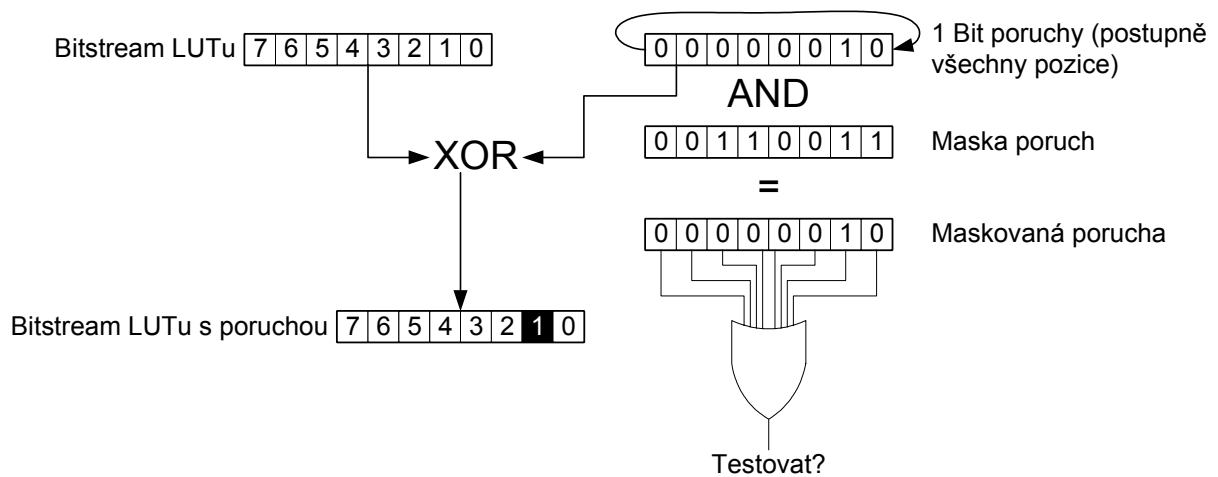 Bitstream LUTu 7 6 5 4 3 2 1 0
0 0 0 0 0 0 1 0 1 Bit poruchy (postupně
všechny pozice)
AND
XOR
0 0 1 1 0 0 1 1 Maska poruch
=
0 0 0 0 0 0 1 0 Maskovaná porucha
Bitstream LUTu s poruchou 7 6 5 4 3 2 1 0
Testovat?